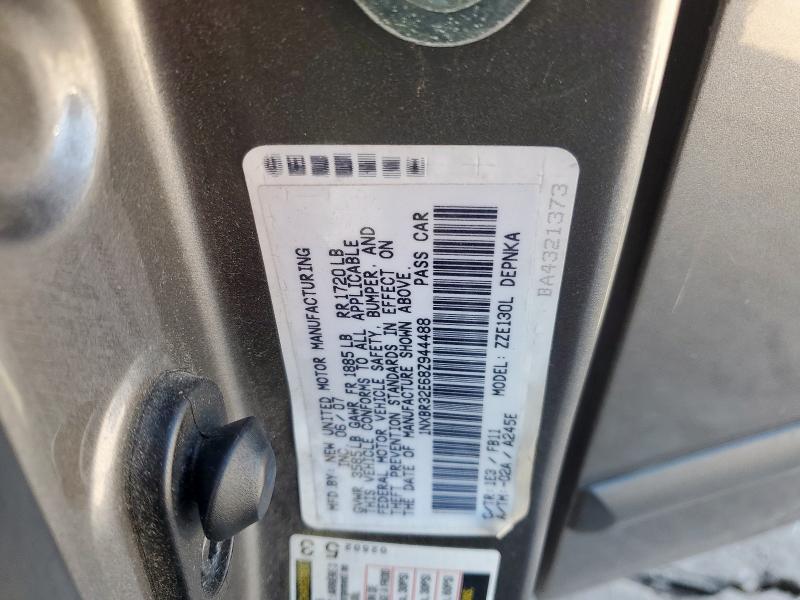 MFD BY: NEW UNITED MOTOR MANUFACTURING
INC 06/07
GVWR 3585LB GAWR FR 1885LB RR1720LB
THIS VEHICLE CONFORMS TO ALL APPLICABLE
FEDERAL MOTOR VEHICLE SAFETY, BUMPER, AND
THEFT PREVENTION STANDARDS IN EFFECT ON
THE DATE OF MANUFACTURE SHOWN ABOVE.
1NXBR32E68Z944488 PASS CAR
MODEL: ZZE130L DEPNKA
C/TR 1E3 / FB11
A/TM -02A / A245E
BA4321373